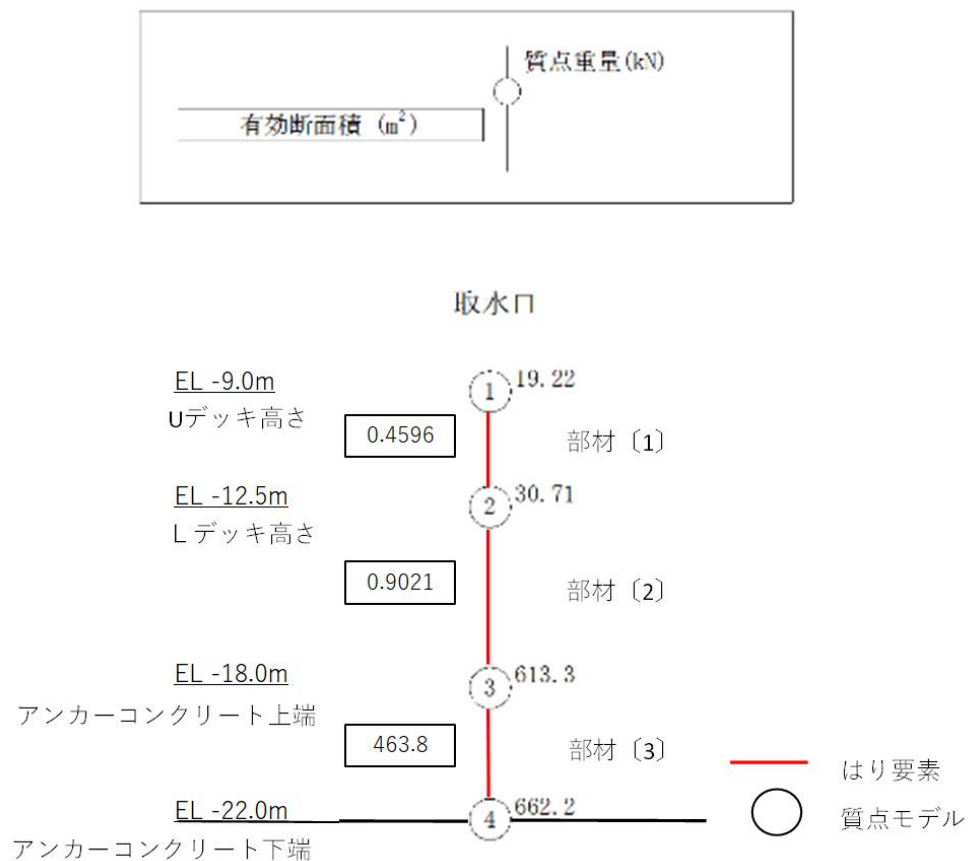 質点重量(kN)
有効断面積 (m²)
取水口
EL -9.0m
1
19.22
Uデッキ高さ
0.4596
部材〔1〕
EL -12.5m
2
30.71
Lデッキ高さ
0.9021
部材〔2〕
EL -18.0m
3
613.3
アンカーコンクリート上端
463.8
部材〔3〕
はり要素
EL -22.0m
4
662.2
質点モデル
アンカーコンクリート下端